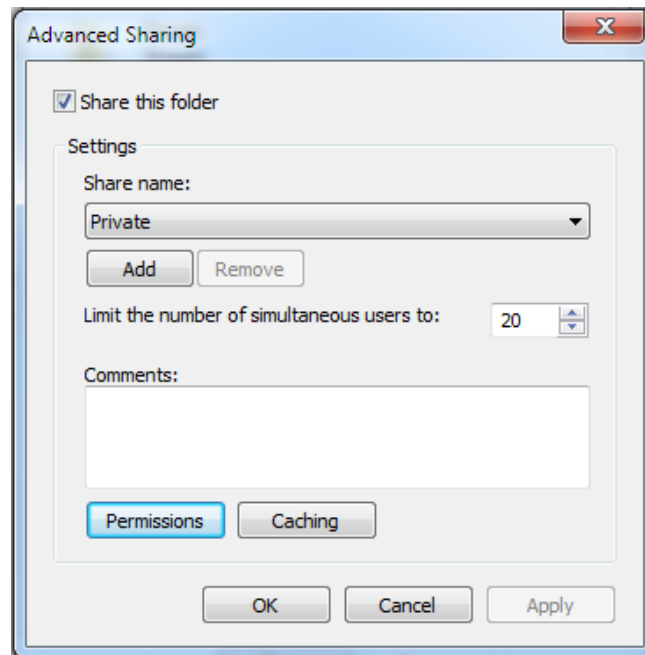 Advanced Sharing
Share this folder
Settings
Share name:
Private
Add Remove
Limit the number of simultaneous users to: 20
Comments:
Permissions Caching
OK Cancel Apply